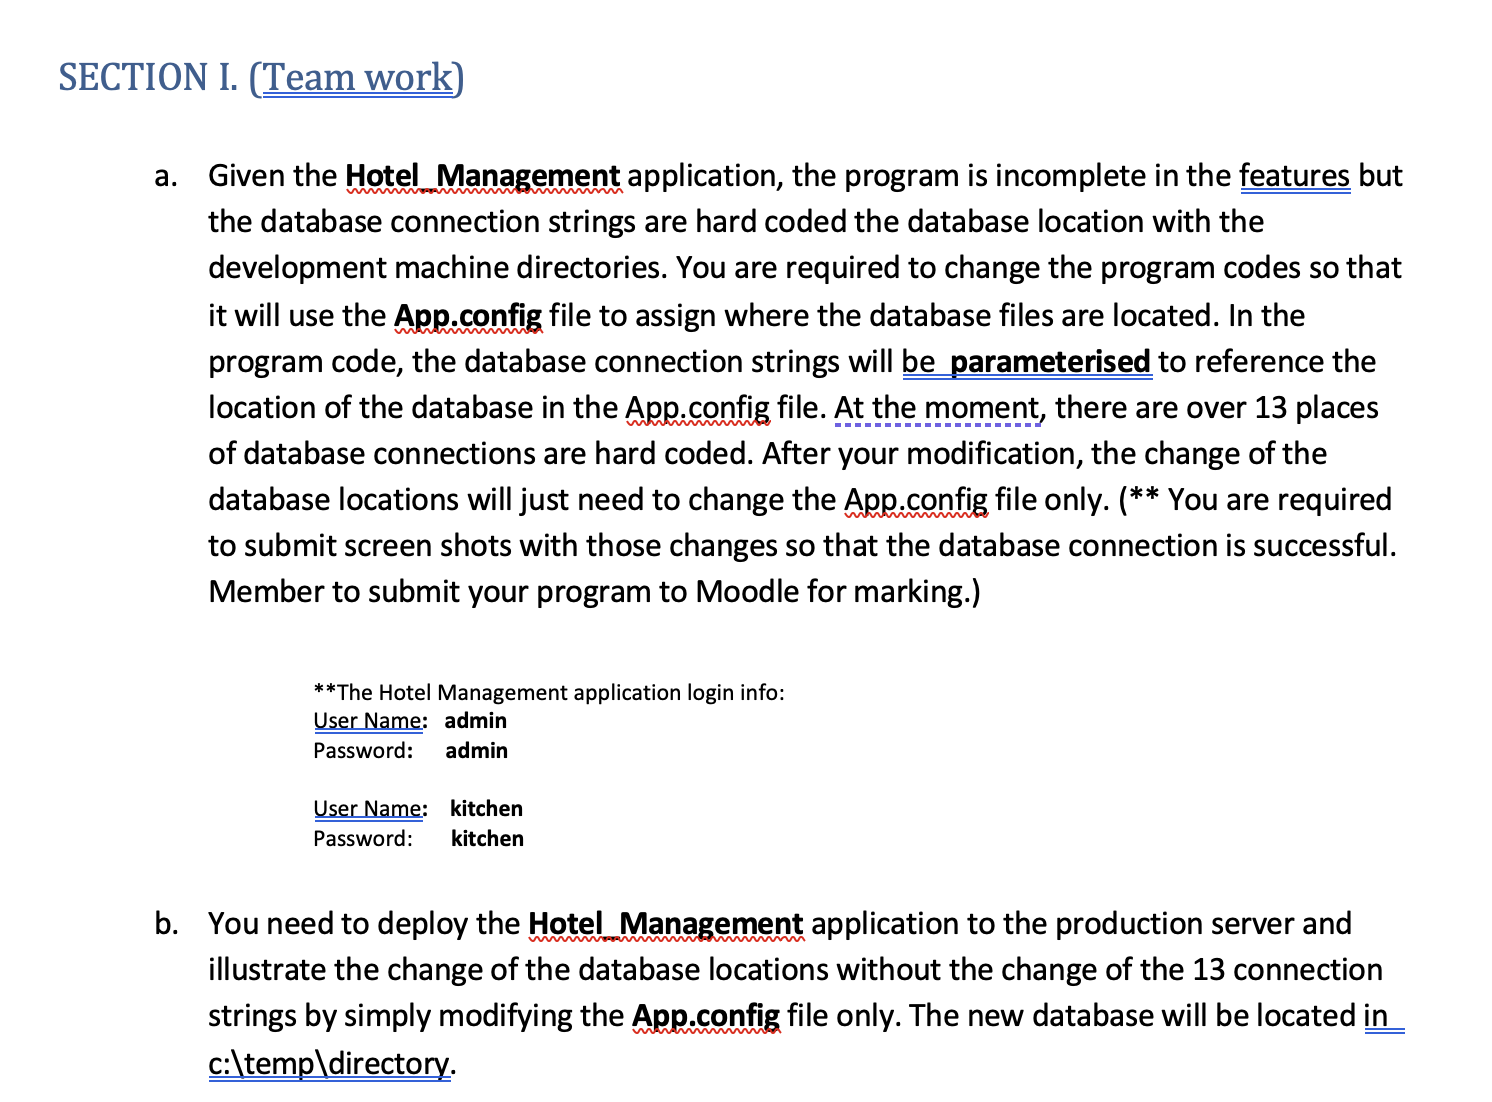 SECTION I. (Team work)
a. Given the Hotel_Management application, the program is incomplete in the features but
the database connection strings are hard coded the database location with the
development machine directories. You are required to change the program codes so that
it will use the App.config file to assign where the database files are located. In the
program code, the database connection strings will be  parameterised to reference the
location of the database in the App.config file. At the moment, there are over 13 places
of database connections are hard coded. After your modification, the change of the
database locations will just need to change the App.config file only. (** You are required
to submit screen shots with those changes so that the database connection is successful.
Member to submit your program to Moodle for marking.)
**The Hotel Management application login info:
User Name: admin
Password: admin
User Name: kitchen
Password: kitchen
b. You need to deploy the Hotel_Management application to the production server and
illustrate the change of the database locations without the change of the 13 connection
strings by simply modifying the App.config file only. The new database will be located in
c:\temp\directory.